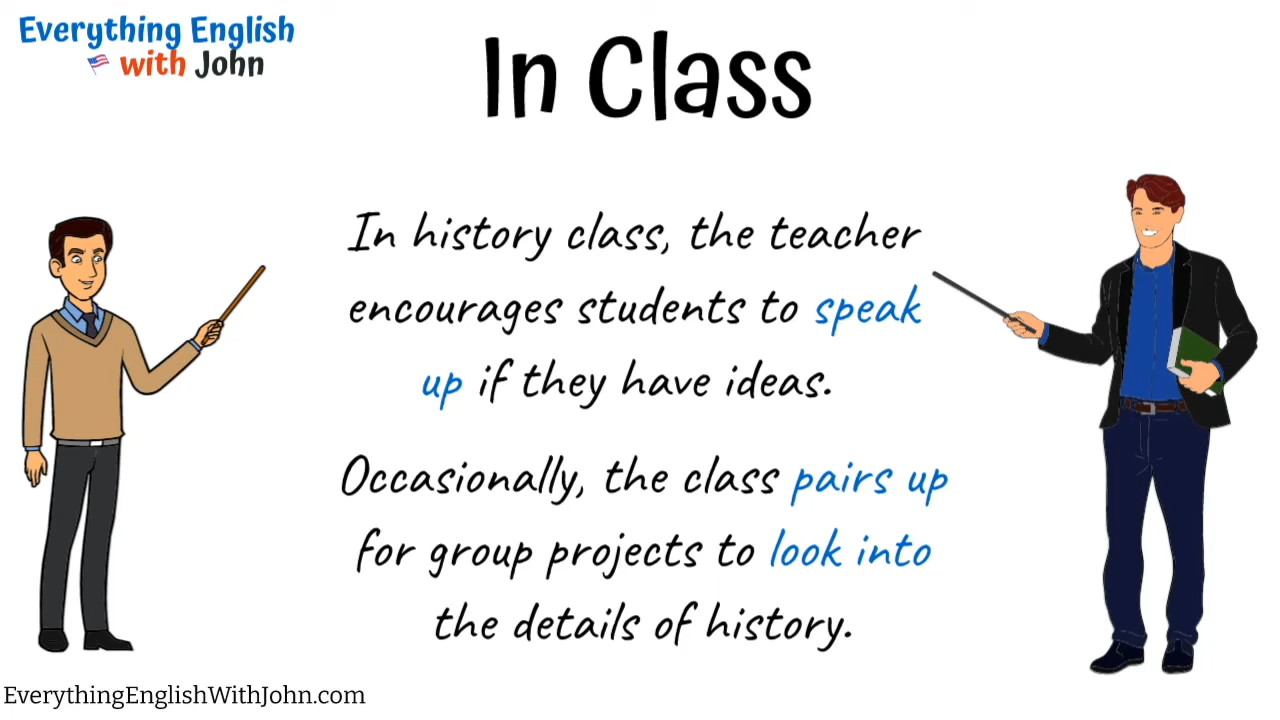 Everything English
with John
In Class
In history class, the teacher
encourages students to speak
up if they have ideas.
Occasionally, the class pairs up
for group projects to look into
the details of history.
EverythingEnglishWithJohn.com